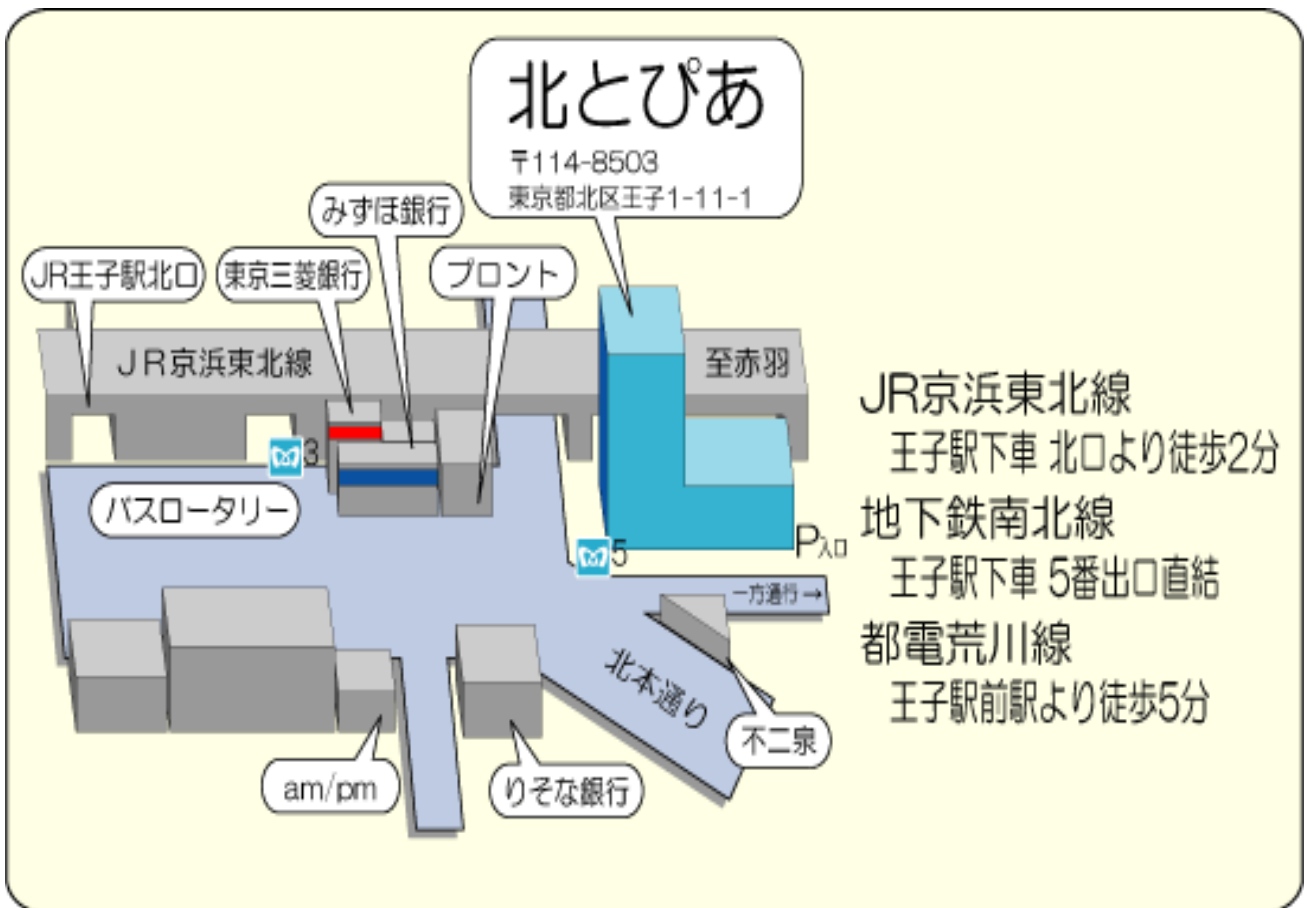 北とぴあ
〒114-8503
東京都北区王子1-11-1
みずほ銀行
JR王子駅北口
東京三菱銀行
プロント
JR京浜東北線
至赤羽
3
バスロータリー
5
P入口
一方通行→
北本通り
不二泉
am/pm
りそな銀行
JR京浜東北線
王子駅下車 北口より徒歩2分
地下鉄南北線
王子駅下車 5番出口直結
都電荒川線
王子駅前駅より徒歩5分